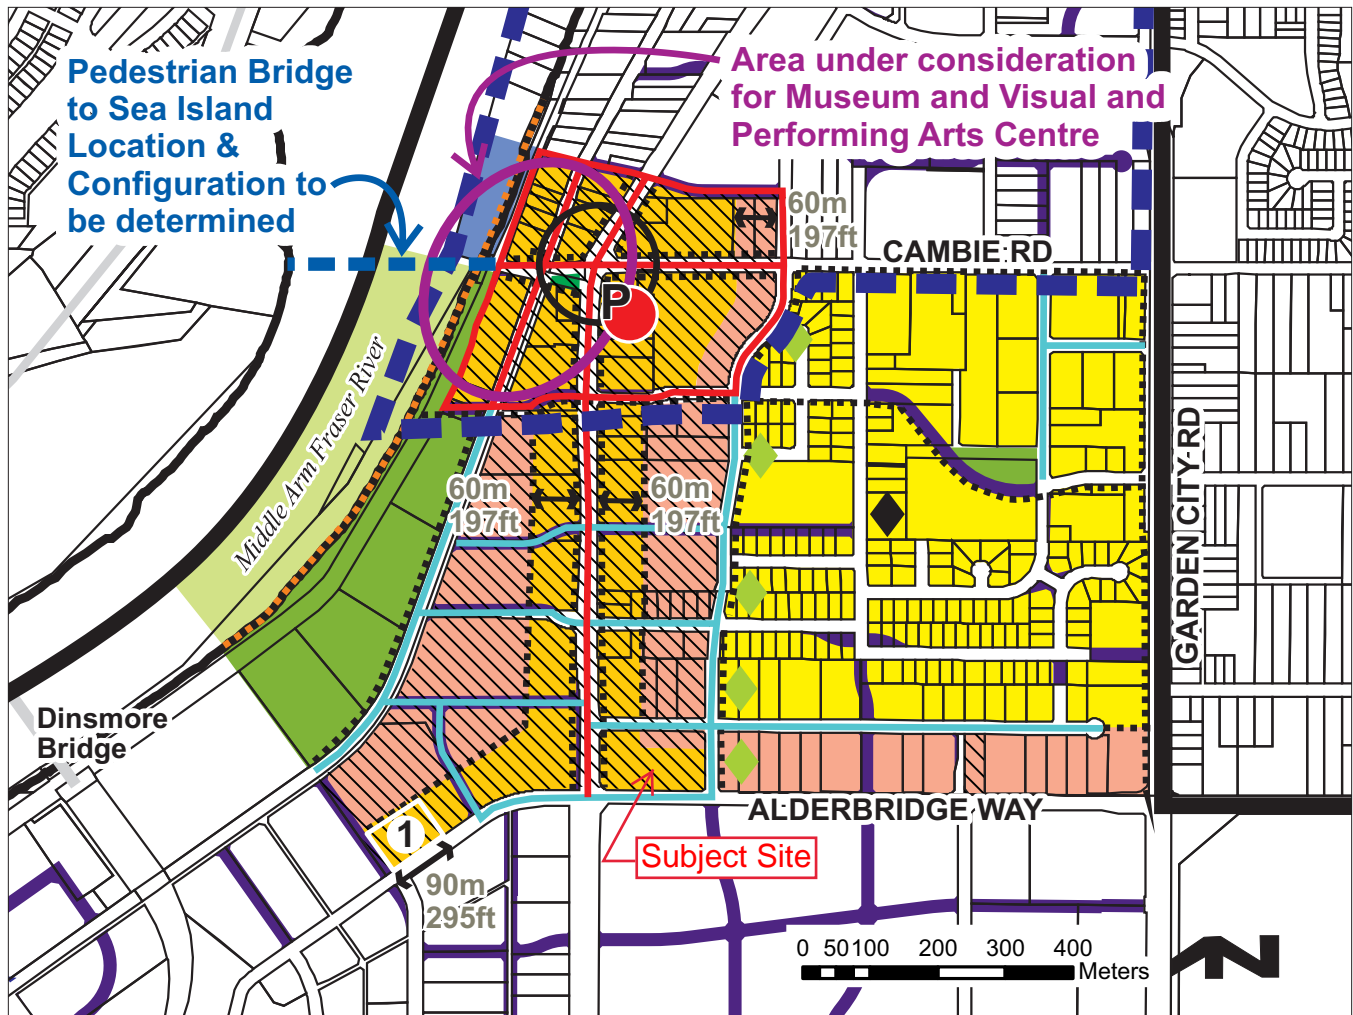 Pedestrian Bridge
to Sea Island
Location &
Configuration to
be determined
Area under consideration
for Museum and Visual and
Performing Arts Centre
60m
197ft
CAMBIE RD
P
Middle Arm Fraser River
60m
197ft
60m
197ft
GARDEN CITY RD
Dinsmore
Bridge
ALDERBRIDGE WAY
1
Subject Site
90m
295ft
0 50 100 200 300 400
Meters
N